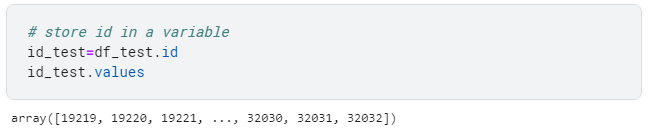 # store id in a variable
id_test=df_test.id
id_test.values
array([19219, 19220, 19221, ..., 32030, 32031, 32032])